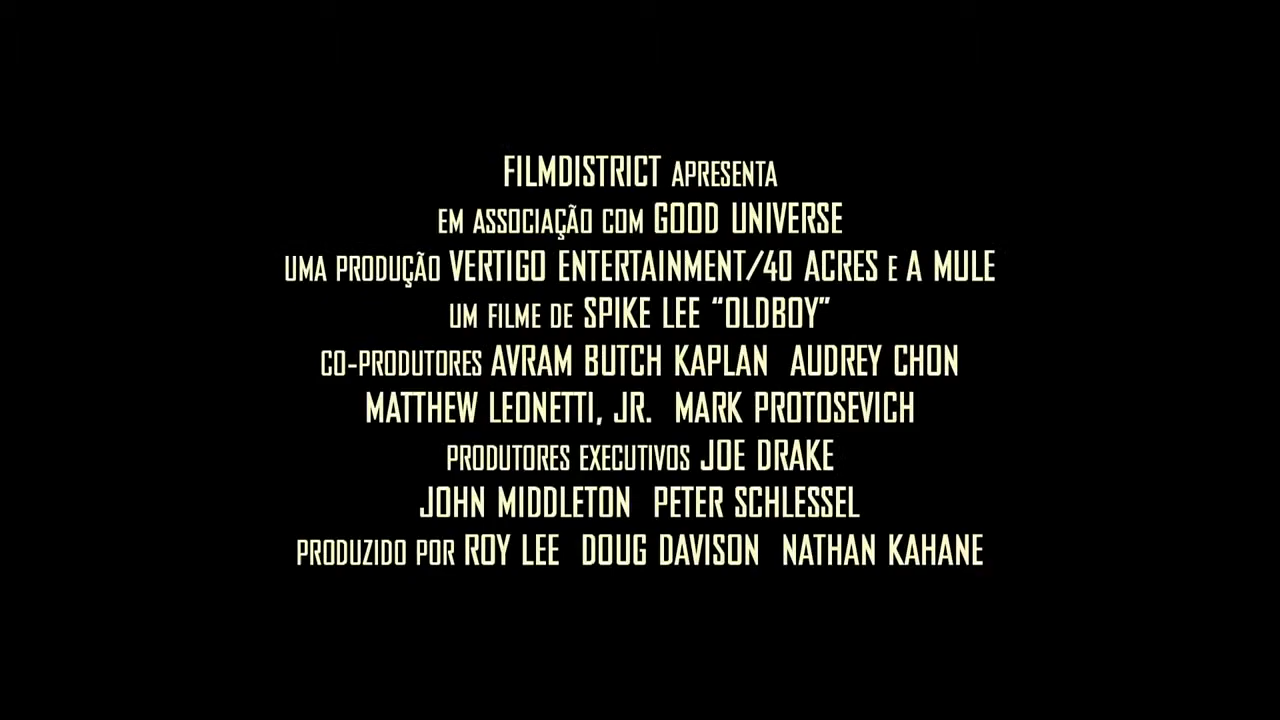 FILMDISTRICT APRESENTA
EM ASSOCIAÇÃO COM GOOD UNIVERSE
UMA PRODUÇÃO VERTIGO ENTERTAINMENT/40 ACRES E A MULE
UM FILME DE SPIKE LEE “OLDBOY”
CO-PRODUTORES AVRAM BUTCH KAPLAN AUDREY CHON
MATTHEW LEONETTI, JR. MARK PROTOSEVICH
PRODUTORES EXECUTIVOS JOE DRAKE
JOHN MIDDLETON PETER SCHLESSEL
PRODUZIDO POR ROY LEE DOUG DAVISON NATHAN KAHANE